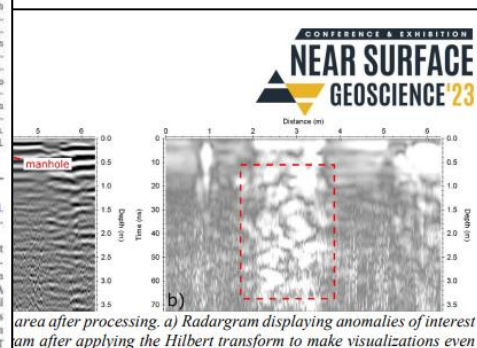 CONFERENCE & EXHIBITION
NEAR SURFACE
GEOSCIENCE'23
Distance (m)
5 6
0 1 2 3 4 5 6
manhole
0.0
0.5
1.0
1.5
2.0
2.5
3.0
3.5
Depth (m)
0
10
20
30
40
50
60
70
Time (ns)
0.0
0.5
1.0
1.5
2.0
2.5
3.0
3.5
Depth (m)
b)
area after processing. a) Radargram displaying anomalies of interest
am after applying the Hilbert transform to make visualizations even